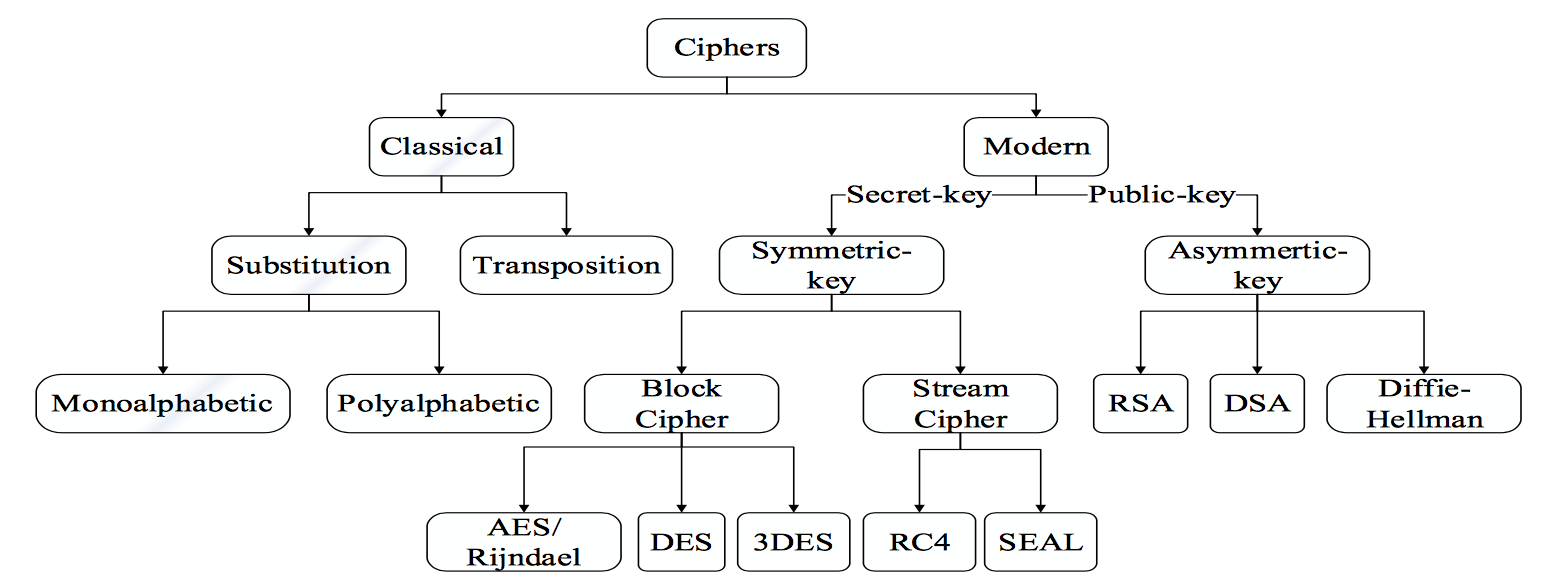 Ciphers
Classical
Modern
Secret-key
Public-key
Substitution
Transposition
Symmetric-
key
Asymmertic-
key
Monoalphabetic
Polyalphabetic
Block
Cipher
Stream
Cipher
RSA
DSA
Diffie-
Hellman
AES/
Rijndael
DES
3DES
RC4
SEAL